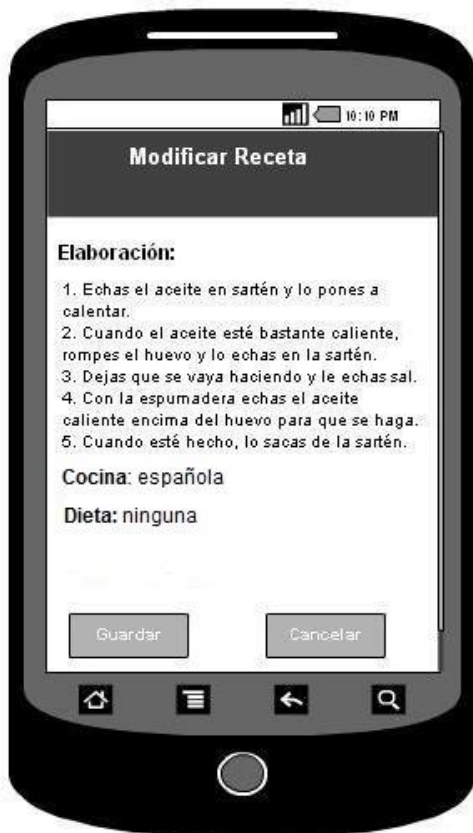 10:10 PM
Modificar Receta
Elaboración:
1. Echas el aceite en sartén y lo pones a
calentar.
2. Cuando el aceite esté bastante caliente,
rompes el huevo y lo echas en la sartén.
3. Dejas que se vaya haciendo y le echas sal.
4. Con la espumadera echas el aceite
caliente encima del huevo para que se haga.
5. Cuando esté hecho, lo sacas de la sartén.
Cocina: española
Dieta: ninguna
Guardar Cancelar